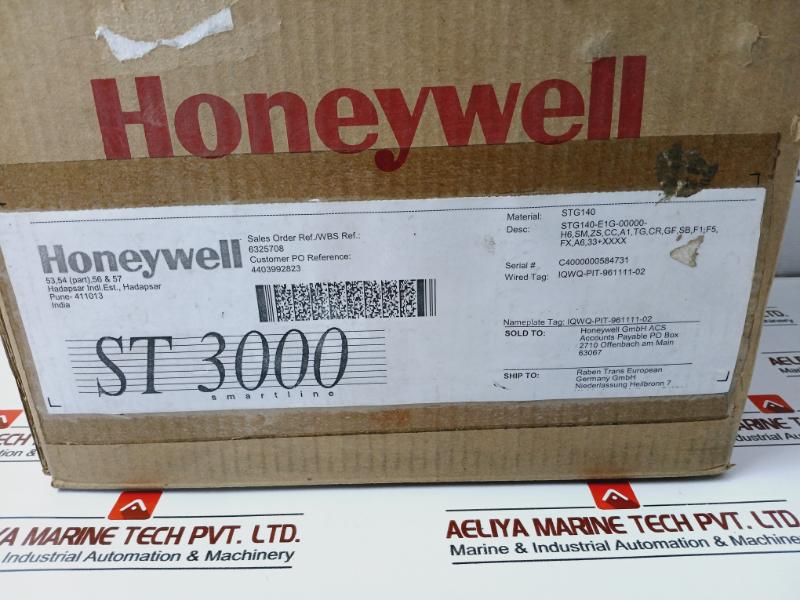 Honeywell
Honeywell
53,54 (part),56 & 57
Hadapsar Indl.Est., Hadapsar
Pune- 411013
India
Sales Order Ref./WBS Ref.:
6325708
Customer PO Reference:
4403992823
ST 3000
smartline
Material: STG140
Desc: STG140-E1G-00000-
H6,SM,ZS,CC,A1,TG,CR,GF,SB,F1,F5,
FX,A6,33+XXXX
Serial # C4000000584731
Wired Tag: IQWQ-PIT-961111-02
Nameplate Tag: IQWQ-PIT-961111-02
SOLD TO: Honeywell GmbH ACS
Accounts Payable PO Box
2710 Offenbach am Main
63067
SHIP TO: Raben Trans European
Germany GmbH
Niederlassung Heilbronn 7
AELIYA MARINE TECH PVT. LTD.
Marine & Industrial Automation & Machinery
AELIYA MARINE TECH PVT. LTD.
Marine & Industrial Automation & Machinery